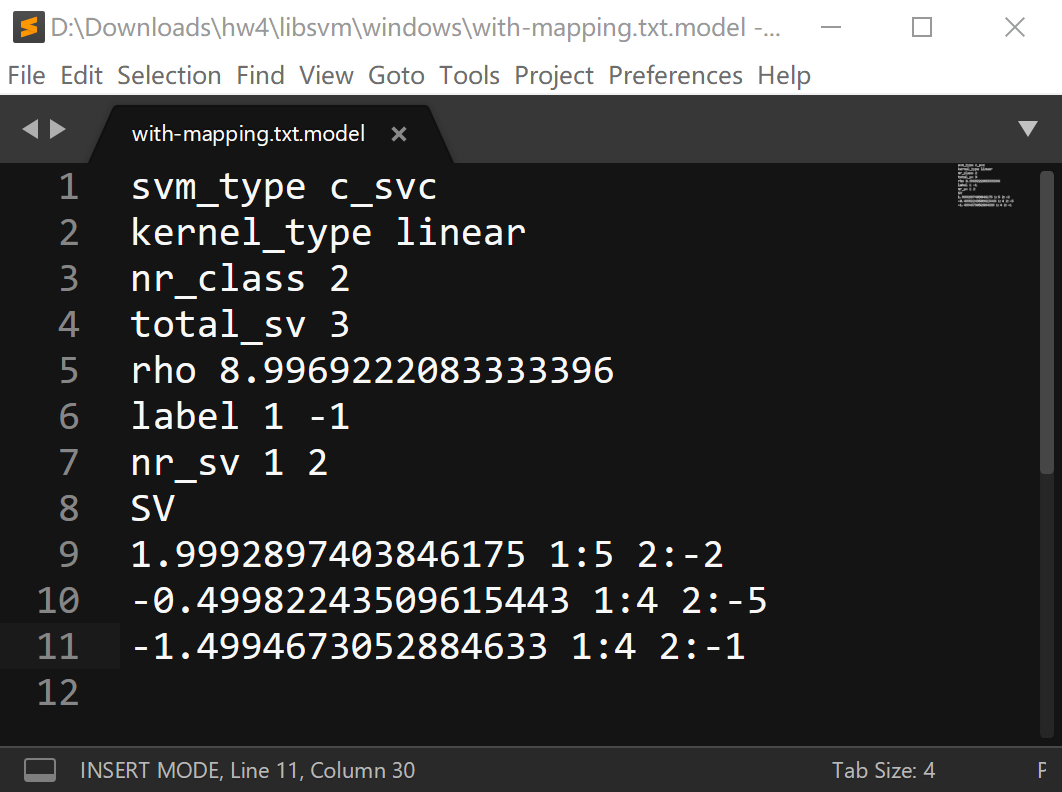 D:\Downloads\hw4\libsvm\windows\with-mapping.txt.model -...
File Edit Selection Find View Goto Tools Project Preferences Help
with-mapping.txt.model
1 svm_type c_svc
2 kernel_type linear
3 nr_class 2
4 total_sv 3
5 rho 8.99692222083333396
6 label 1 -1
7 nr_sv 1 2
8 SV
9 1.9992897403846175 1:5 2:-2
10 -0.49982243509615443 1:4 2:-5
11 -1.4994673052884633 1:4 2:-1
12
INSERT MODE, Line 11, Column 30 Tab Size: 4